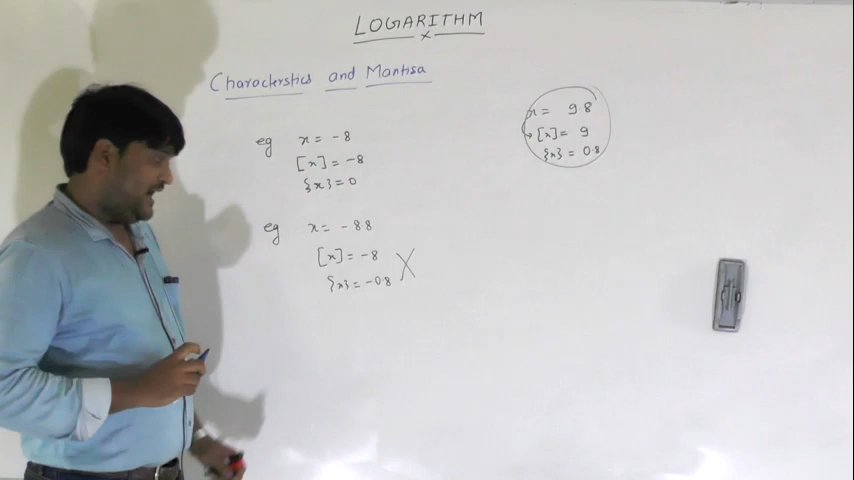 LOGARITHM
x
Characterstics and Mantisa
eg x = -8
[x] = -8
{x} = 0
eg x = -8.8
[x] = -8
{x} = -0.8
x = 9.8
[x] = 9
{x} = 0.8